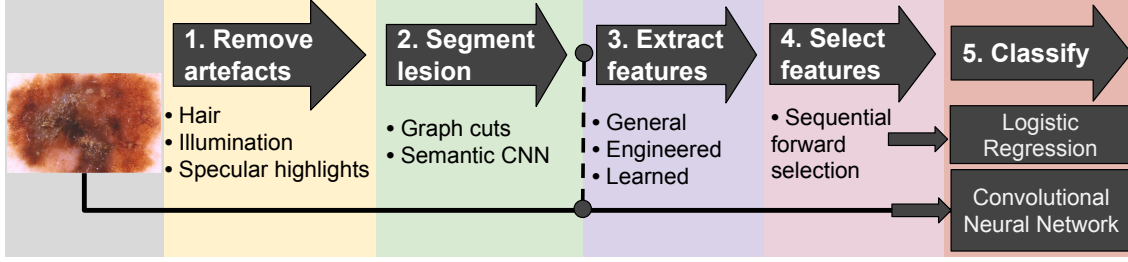 1. Remove
artefacts
• Hair
• Illumination
• Specular highlights
2. Segment
lesion
• Graph cuts
• Semantic CNN
3. Extract
features
• General
• Engineered
• Learned
4. Select
features
• Sequential
forward
selection
5. Classify
Logistic
Regression
Convolutional
Neural Network